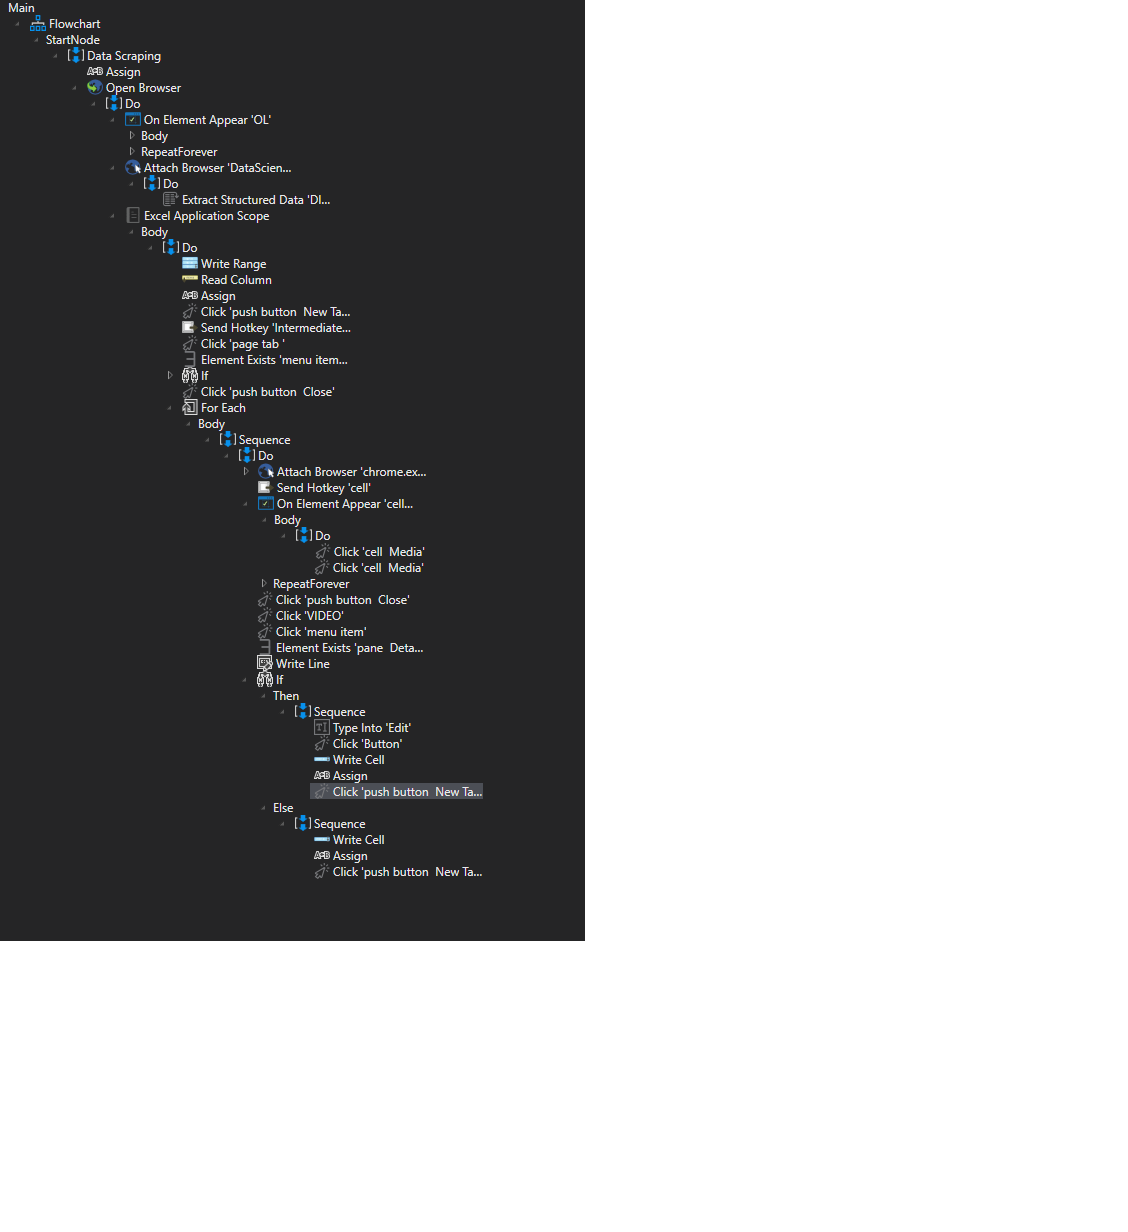 Main
Flowchart
StartNode
Data Scraping
A=B Assign
Open Browser
Do
On Element Appear 'OL'
Body
RepeatForever
Attach Browser 'DataScien...
Do
Extract Structured Data 'DI...
Excel Application Scope
Body
Do
Write Range
Read Column
A=B Assign
Click 'push button  New Ta...
Send Hotkey 'Intermediate...
Click 'page tab '
Element Exists 'menu item...
If
Click 'push button  Close'
For Each
Body
Sequence
Do
Attach Browser 'chrome.ex...
Send Hotkey 'cell'
On Element Appear 'cell...
Body
Do
Click 'cell  Media'
Click 'cell  Media'
RepeatForever
Click 'push button  Close'
Click 'VIDEO'
Click 'menu item'
Element Exists 'pane  Deta...
Write Line
If
Then
Sequence
TI Type Into 'Edit'
Click 'Button'
Write Cell
A=B Assign
Click 'push button  New Ta...
Else
Sequence
Write Cell
A=B Assign
Click 'push button  New Ta...